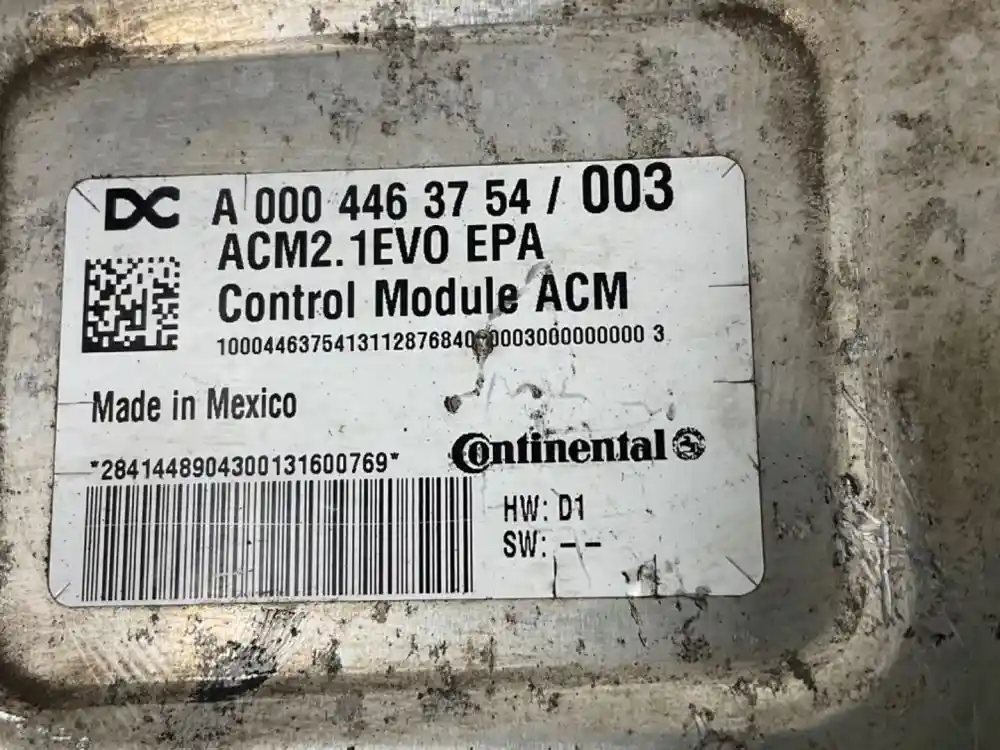 DC A 000 446 37 54 / 003
ACM2.1EVO EPA
Control Module ACM
Made in Mexico
Continental
*2841448904300131600769*
HW: D1
SW: --